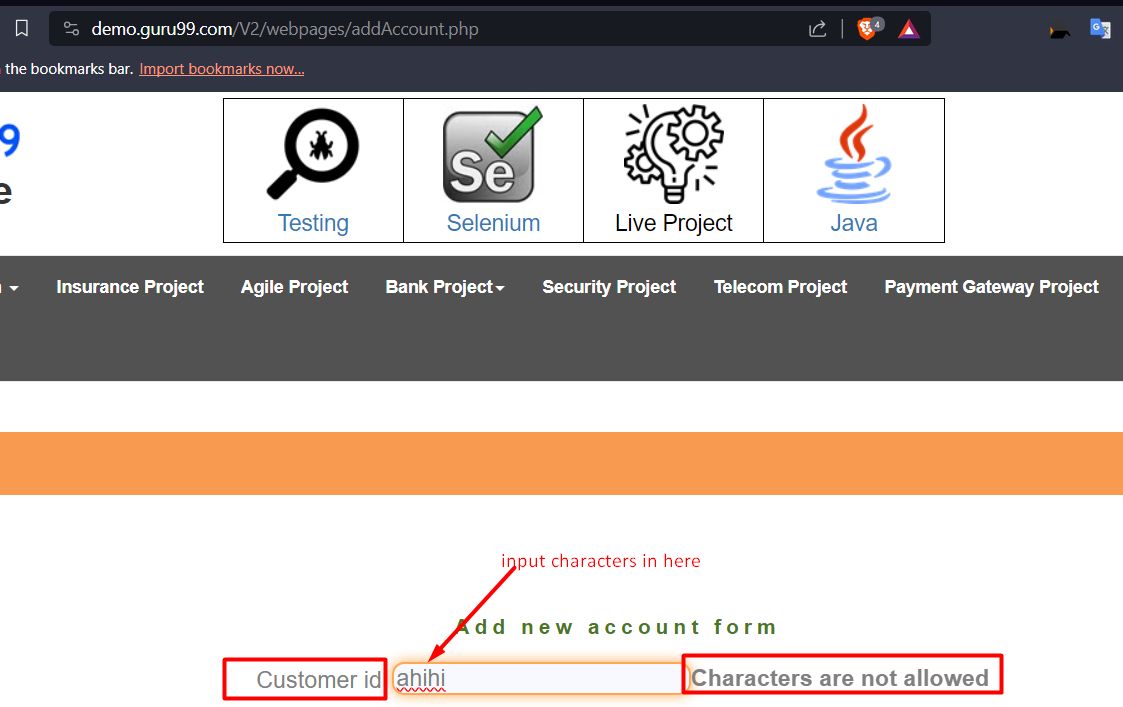 demo.guru99.com/V2/webpages/addAccount.php
4
the bookmarks bar. Import bookmarks now...
9
e
Se
Testing Selenium Live Project Java
Insurance Project Agile Project Bank Project Security Project Telecom Project Payment Gateway Project
input characters in here
Add new account form
Customer id ahihi Characters are not allowed